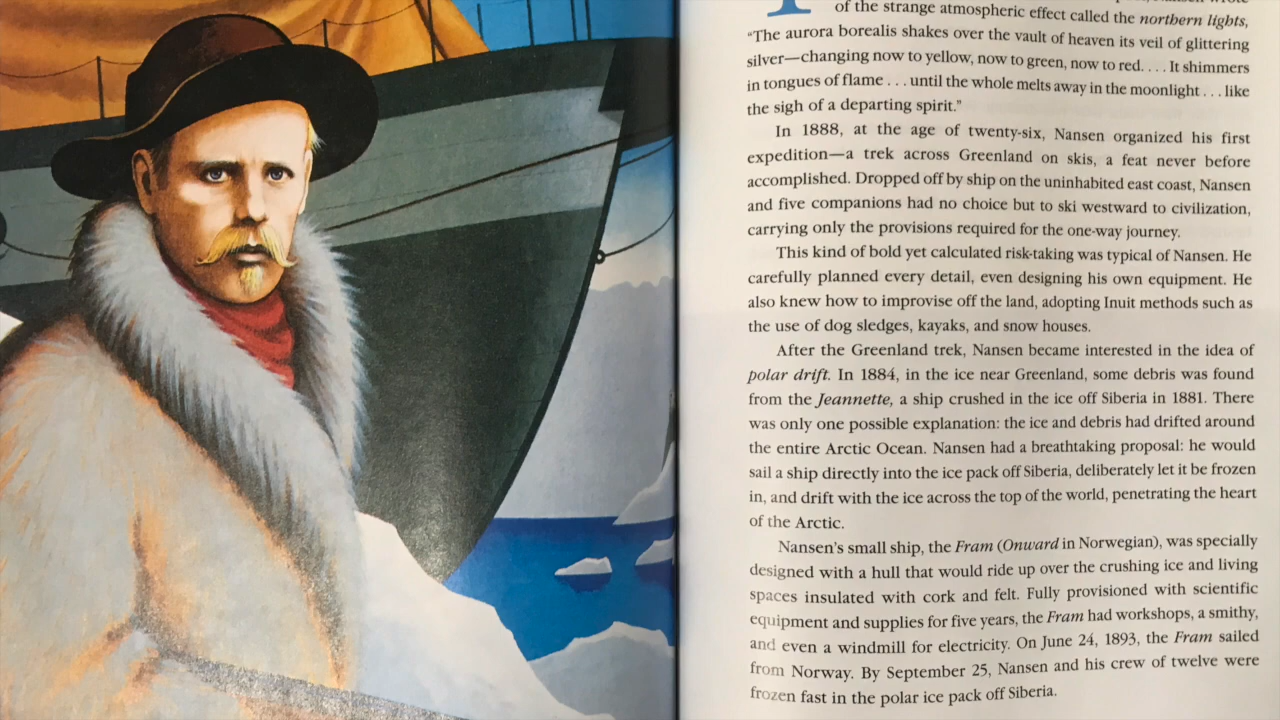 of the strange atmospheric effect called the northern lights,
“The aurora borealis shakes over the vault of heaven its veil of glittering
silver—changing now to yellow, now to green, now to red. . . . It shimmers
in tongues of flame . . . until the whole melts away in the moonlight . . . like
the sigh of a departing spirit.”
In 1888, at the age of twenty-six, Nansen organized his first
expedition—a trek across Greenland on skis, a feat never before
accomplished. Dropped off by ship on the uninhabited east coast, Nansen
and five companions had no choice but to ski westward to civilization,
carrying only the provisions required for the one-way journey.
This kind of bold yet calculated risk-taking was typical of Nansen. He
carefully planned every detail, even designing his own equipment. He
also knew how to improvise off the land, adopting Inuit methods such as
the use of dog sledges, kayaks, and snow houses.
After the Greenland trek, Nansen became interested in the idea of
polar drift. In 1884, in the ice near Greenland, some debris was found
from the Jeannette, a ship crushed in the ice off Siberia in 1881. There
was only one possible explanation: the ice and debris had drifted around
the entire Arctic Ocean. Nansen had a breathtaking proposal: he would
sail a ship directly into the ice pack off Siberia, deliberately let it be frozen
in, and drift with the ice across the top of the world, penetrating the heart
of the Arctic.
Nansen’s small ship, the Fram (Onward in Norwegian), was specially
designed with a hull that would ride up over the crushing ice and living
spaces insulated with cork and felt. Fully provisioned with scientific
equipment and supplies for five years, the Fram had workshops, a smithy,
and even a windmill for electricity. On June 24, 1893, the Fram sailed
from Norway. By September 25, Nansen and his crew of twelve were
frozen fast in the polar ice pack off Siberia.